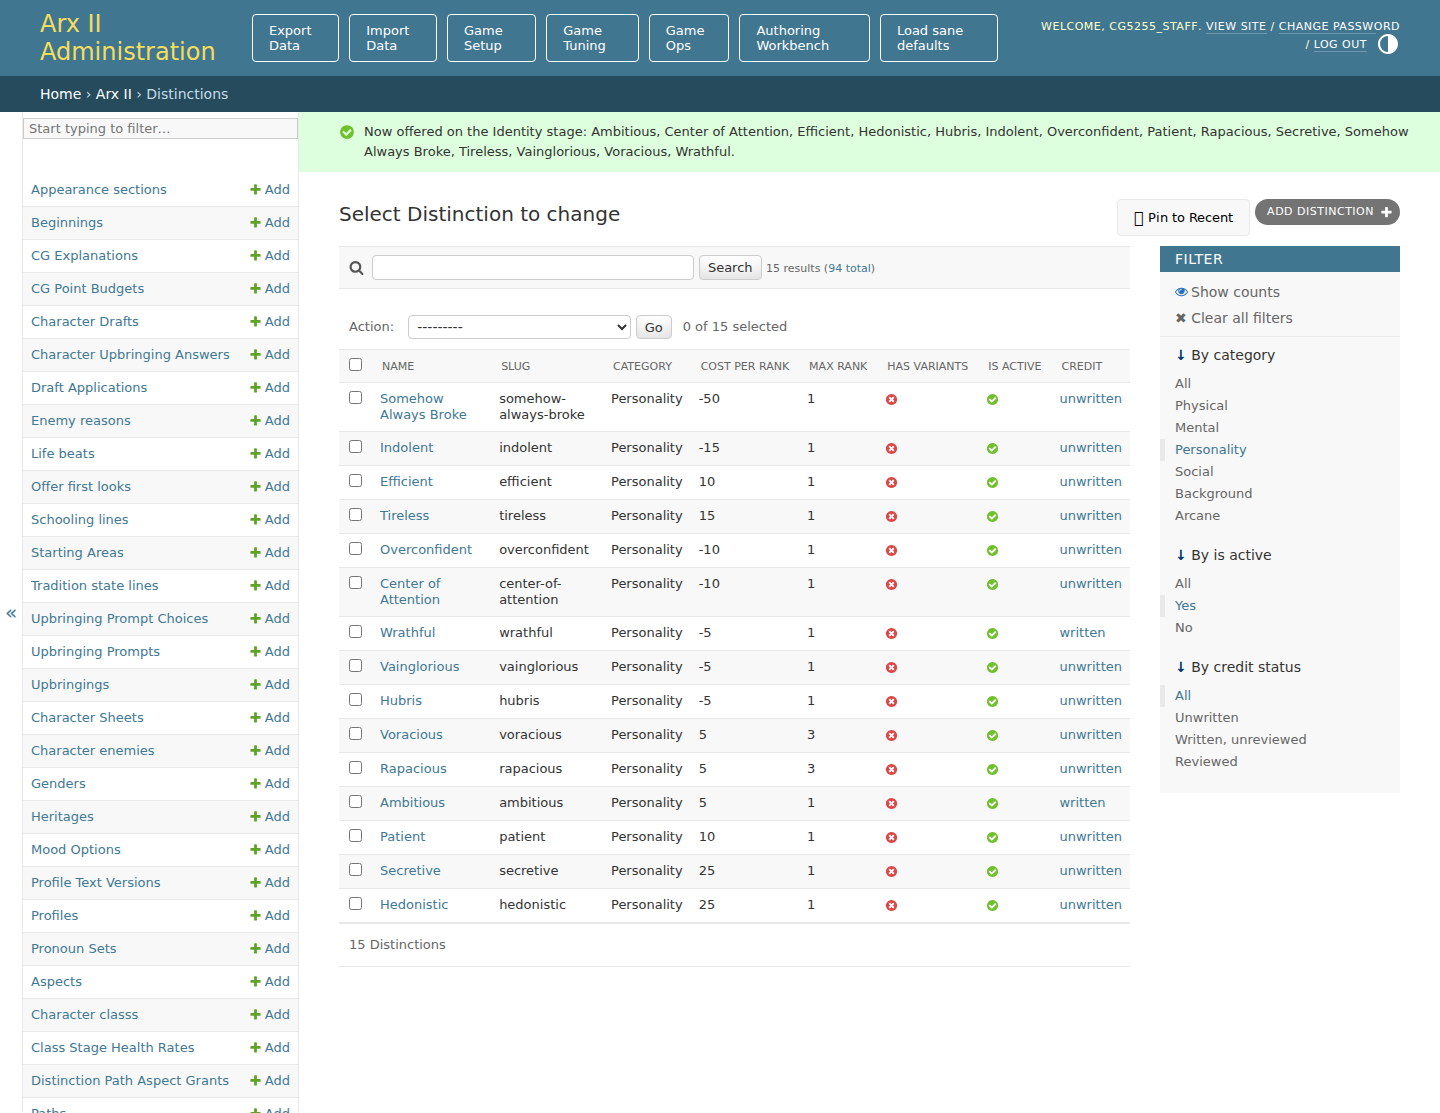 Arx II Administration
Export Data
Import Data
Game Setup
Game Tuning
Game Ops
Authoring Workbench
Load sane defaults
WELCOME, CG5255_STAFF. VIEW SITE / CHANGE PASSWORD
/ LOG OUT
Home › Arx II › Distinctions
Start typing to filter…
Now offered on the Identity stage: Ambitious, Center of Attention, Efficient, Hedonistic, Hubris, Indolent, Overconfident, Patient, Rapacious, Secretive, Somehow
Always Broke, Tireless, Vainglorious, Voracious, Wrathful.
Appearance sections Add
Beginnings Add
CG Explanations Add
CG Point Budgets Add
Character Drafts Add
Character Upbringing Answers Add
Draft Applications Add
Enemy reasons Add
Life beats Add
Offer first looks Add
Schooling lines Add
Starting Areas Add
Tradition state lines Add
Upbringing Prompt Choices Add
Upbringing Prompts Add
Upbringings Add
Character Sheets Add
Character enemies Add
Genders Add
Heritages Add
Mood Options Add
Profile Text Versions Add
Profiles Add
Pronoun Sets Add
Aspects Add
Character classs Add
Class Stage Health Rates Add
Distinction Path Aspect Grants Add
Paths Add
«
Select Distinction to change
Pin to Recent
ADD DISTINCTION
Search 15 results (94 total)
Action: --------- Go 0 of 15 selected
NAME SLUG CATEGORY COST PER RANK MAX RANK HAS VARIANTS IS ACTIVE CREDIT
Somehow Always Broke somehow-always-broke Personality -50 1 unwritten
Indolent indolent Personality -15 1 unwritten
Efficient efficient Personality 10 1 unwritten
Tireless tireless Personality 15 1 unwritten
Overconfident overconfident Personality -10 1 unwritten
Center of Attention center-of-attention Personality -10 1 unwritten
Wrathful wrathful Personality -5 1 written
Vainglorious vainglorious Personality -5 1 unwritten
Hubris hubris Personality -5 1 unwritten
Voracious voracious Personality 5 3 unwritten
Rapacious rapacious Personality 5 3 unwritten
Ambitious ambitious Personality 5 1 written
Patient patient Personality 10 1 unwritten
Secretive secretive Personality 25 1 unwritten
Hedonistic hedonistic Personality 25 1 unwritten
15 Distinctions
FILTER
Show counts
✖ Clear all filters
↓ By category
All
Physical
Mental
Personality
Social
Background
Arcane
↓ By is active
All
Yes
No
↓ By credit status
All
Unwritten
Written, unreviewed
Reviewed